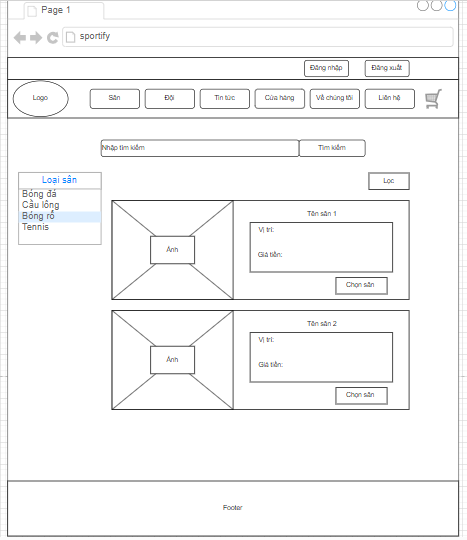 Page 1
sportify
Đăng nhập
Đăng xuất
Logo
Sân
Đội
Tin tức
Cửa hàng
Về chúng tôi
Liên hệ
Nhập tìm kiếm
Tìm kiếm
Loại sân
Bóng đá
Cầu lông
Bóng rổ
Tennis
Lọc
Ảnh
Tên sân 1
Vị trí:
Giá tiền:
Chọn sân
Ảnh
Tên sân 2
Vị trí:
Giá tiền:
Chọn sân
Footer